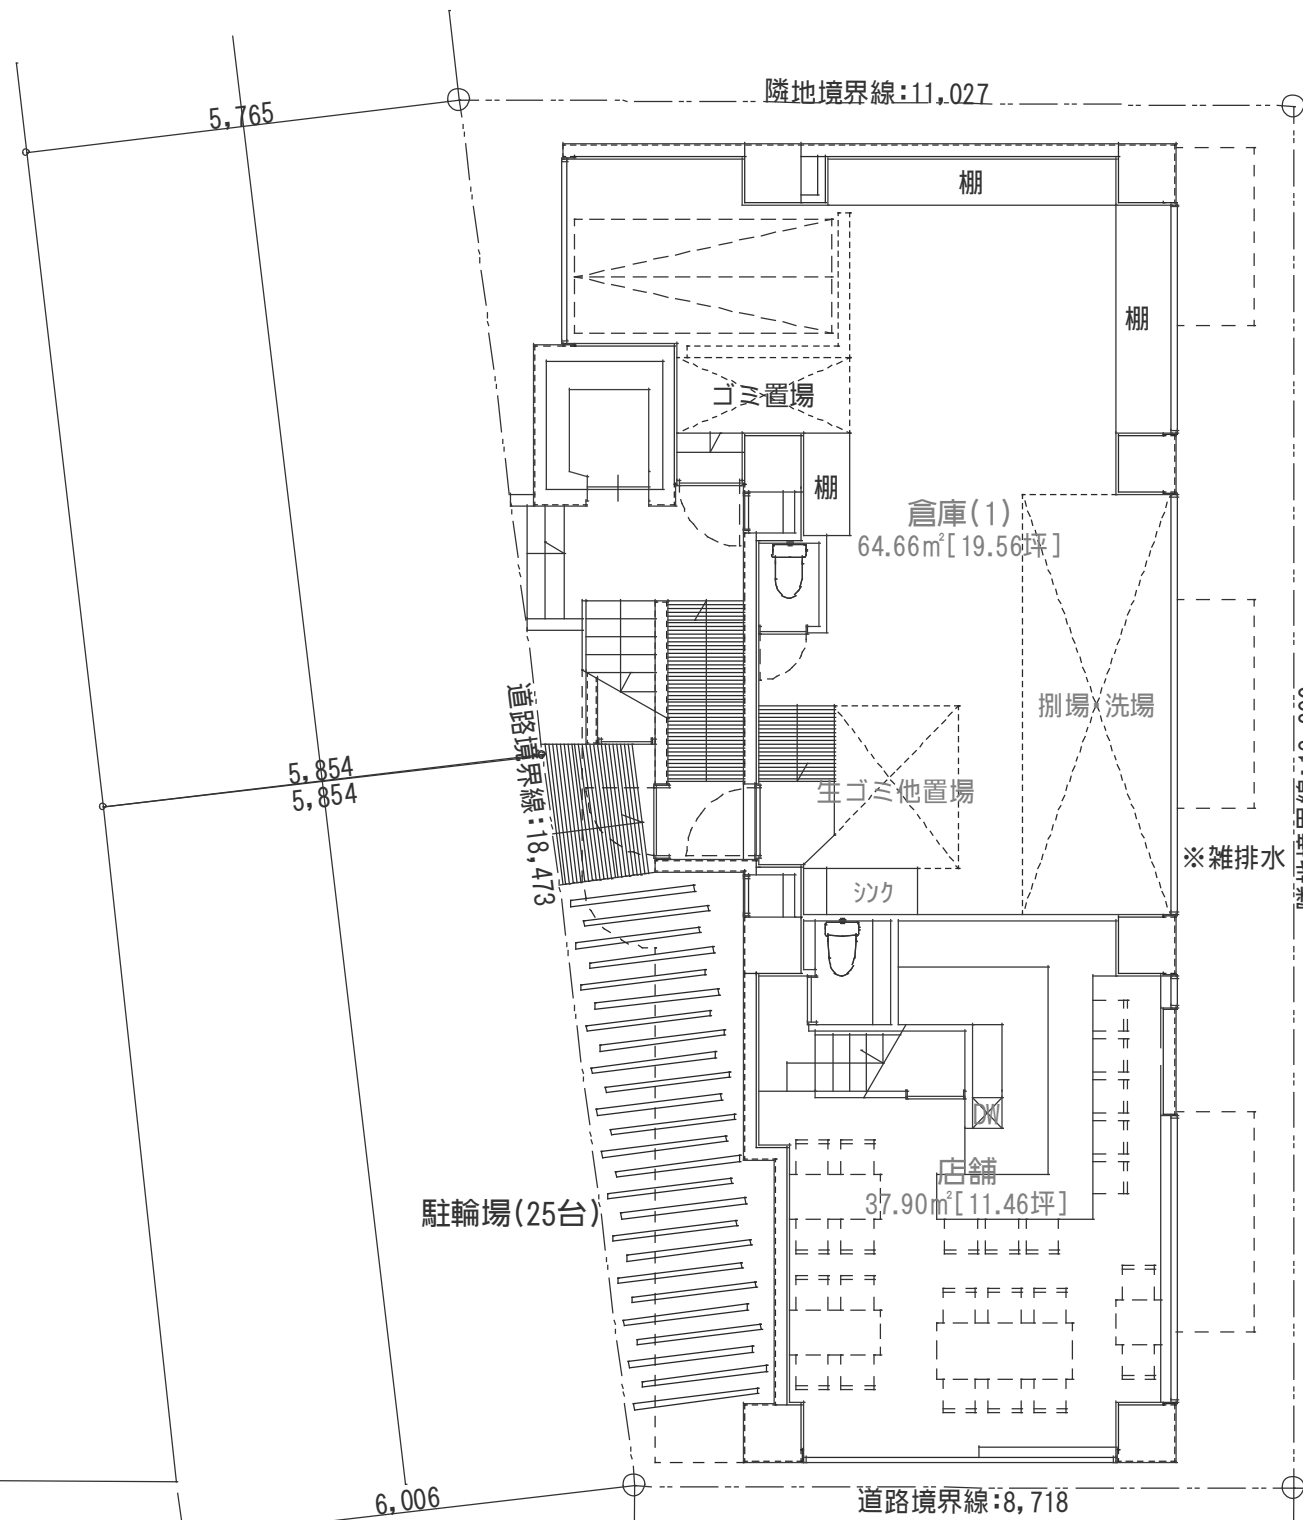 隣地境界線:11,027
5,765
棚
棚
ゴミ置場
棚
倉庫(1)
64.66㎡[19.56坪]
道路境界線:18,473
捌場・洗場
5,854
5,854
生ゴミ他置場
※雑排水
シンク
DW
店舗
37.90㎡[11.46坪]
駐輪場(25台)
6,006
道路境界線:8,718